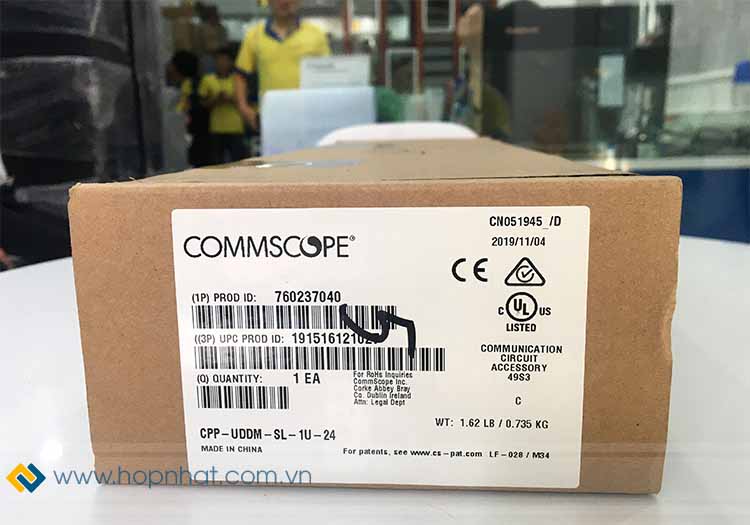 CN051945_/D
COMMSCOPE®
2019/11/04
(1P) PROD ID: 760237040
CE
C UL US
LISTED
((3P) UPC PROD ID:
(Q) QUANTITY: 1 EA
For RoHs Inquiries
CommScope Inc.
Corke Abbey Bray
Co. Dublin Ireland
Attn: Legal Dept
COMMUNICATION
CIRCUIT
ACCESSORY
49S3
C
WT: 1.62 LB / 0.735 KG
CPP-UDDM-SL-1U-24
MADE IN CHINA
For patents, see www.cs-pat.com LF-028 / M34
www.hopnhat.com.vn